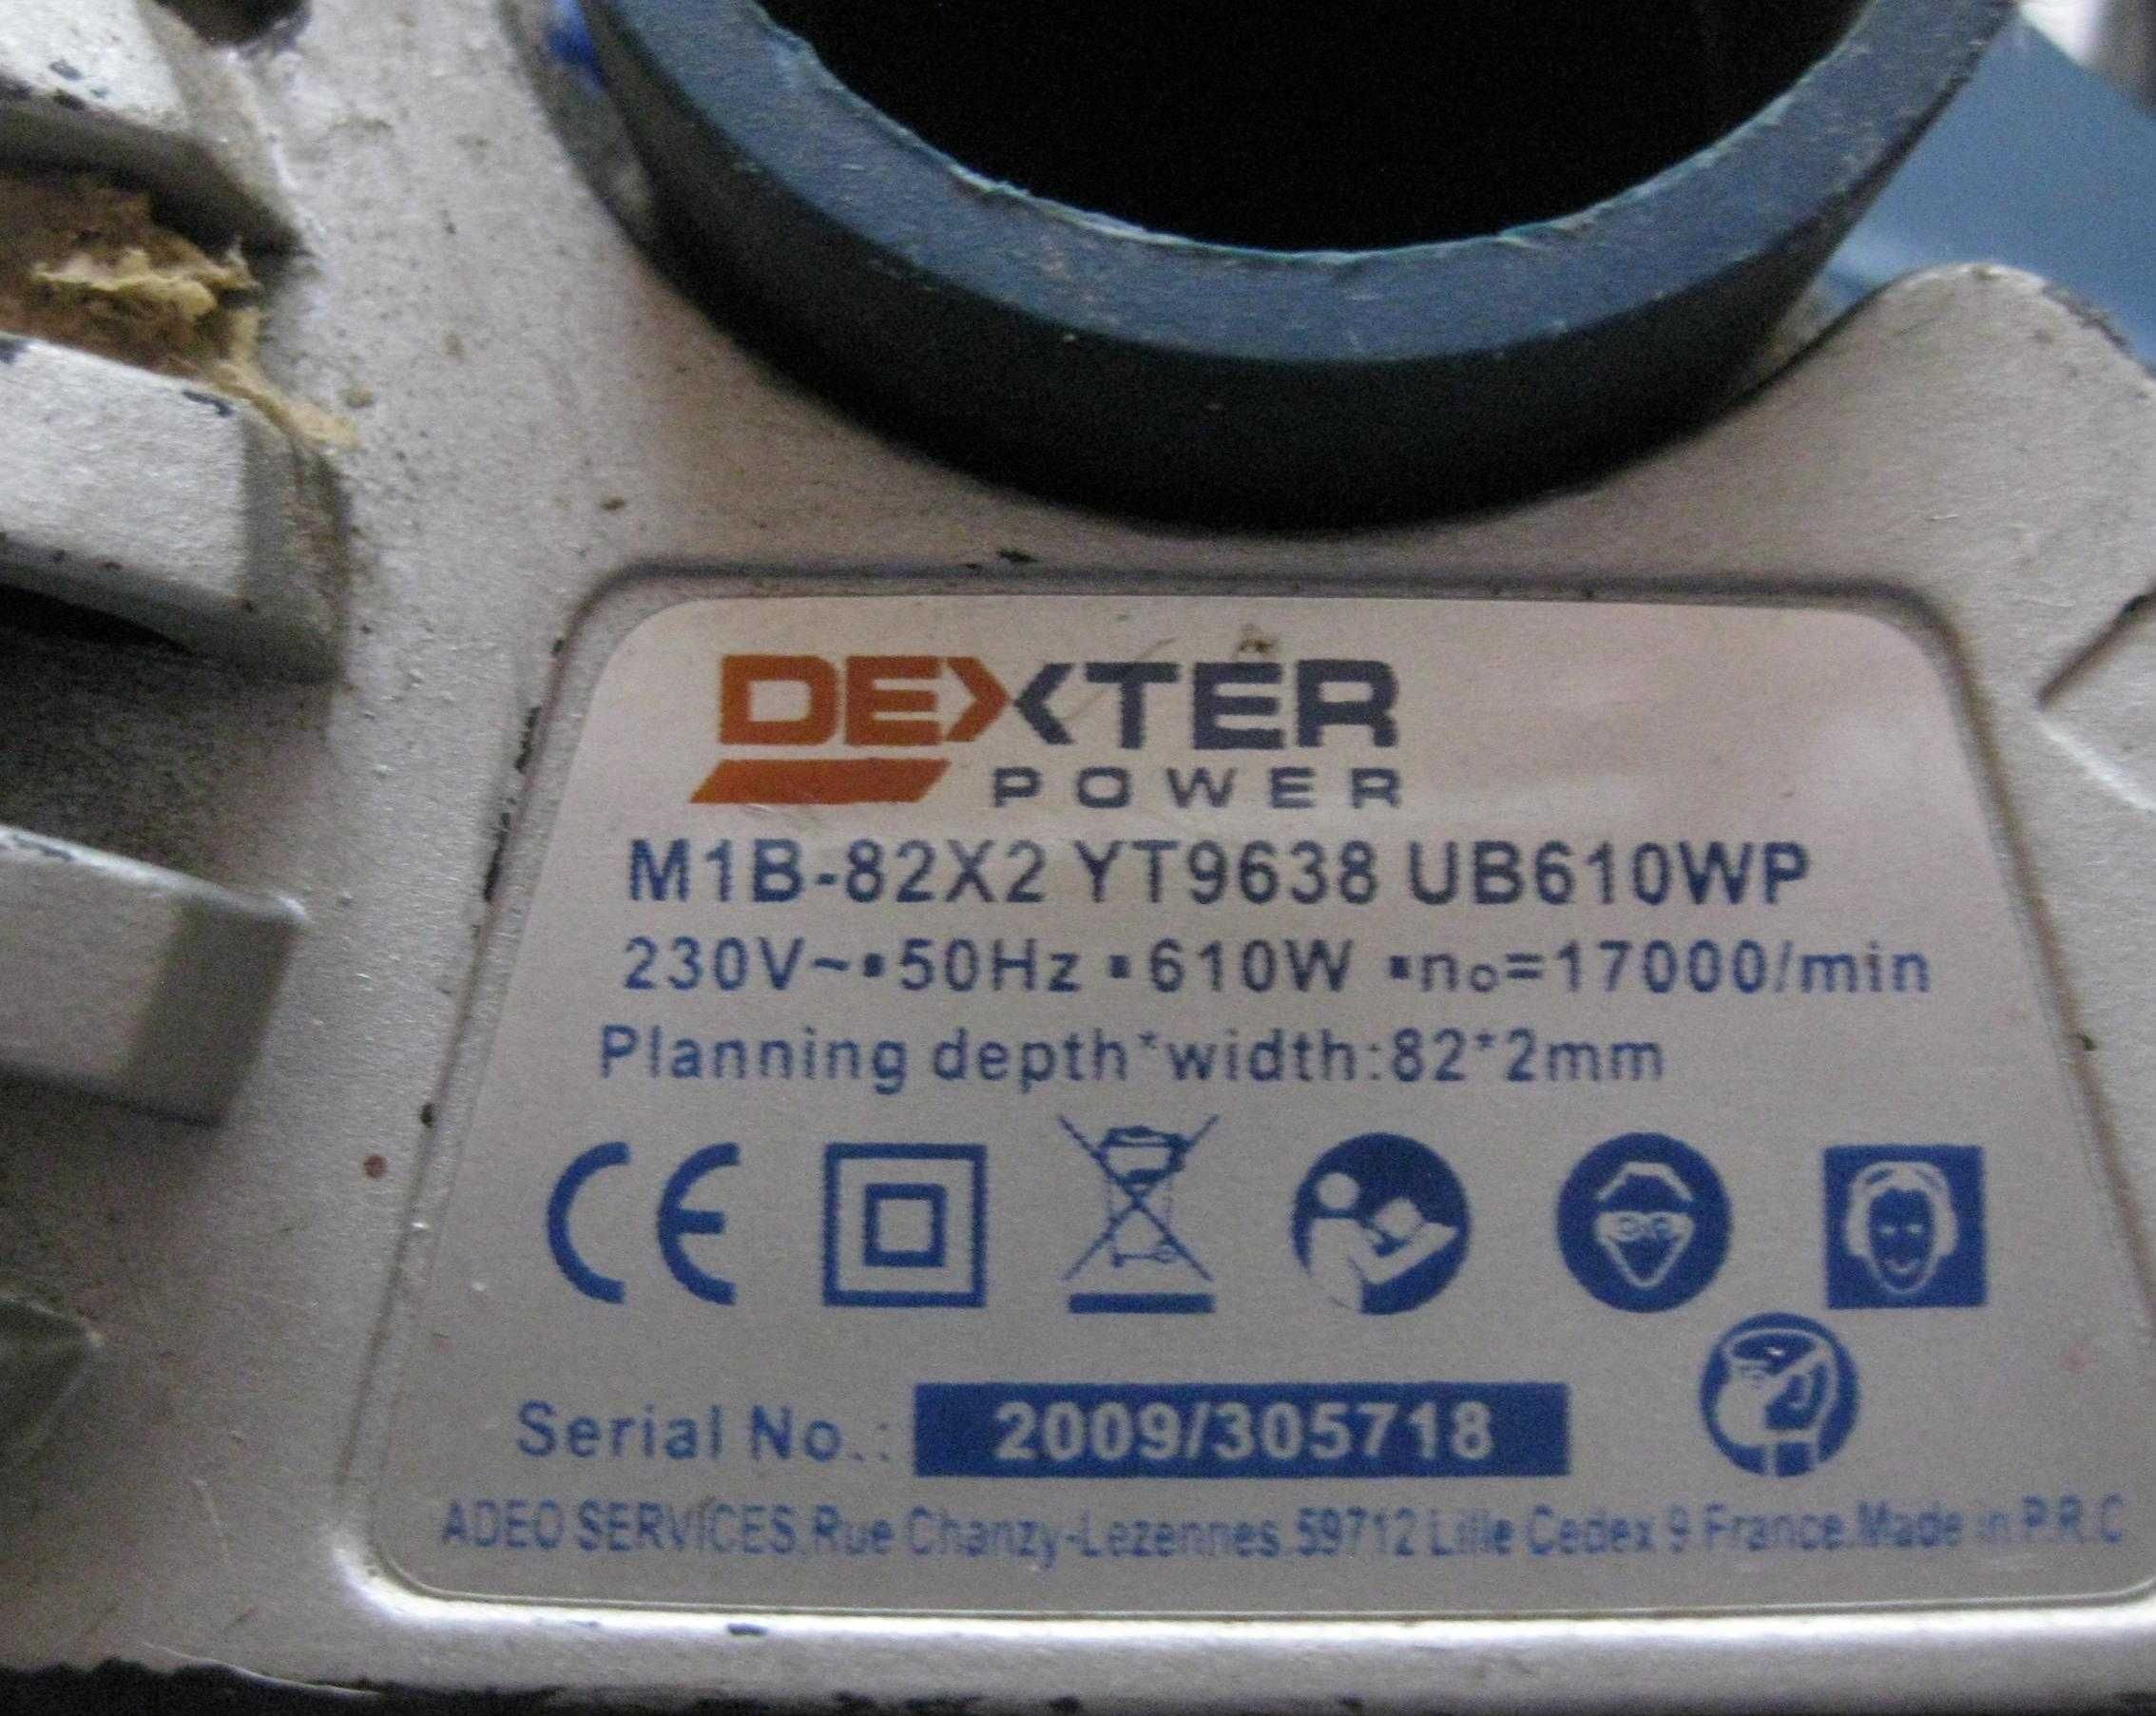 DEXTER
POWER
M1B-82X2 YT9638 UB610WP
230V~▪50Hz ▪610W ▪n₀=17000/min
Planning depth*width:82*2mm
CE
Serial No.: 2009/305718
ADEO SERVICES,Rue Chanzy-Lezennes,59712 Lille Cedex 9 France.Made in P.R.C